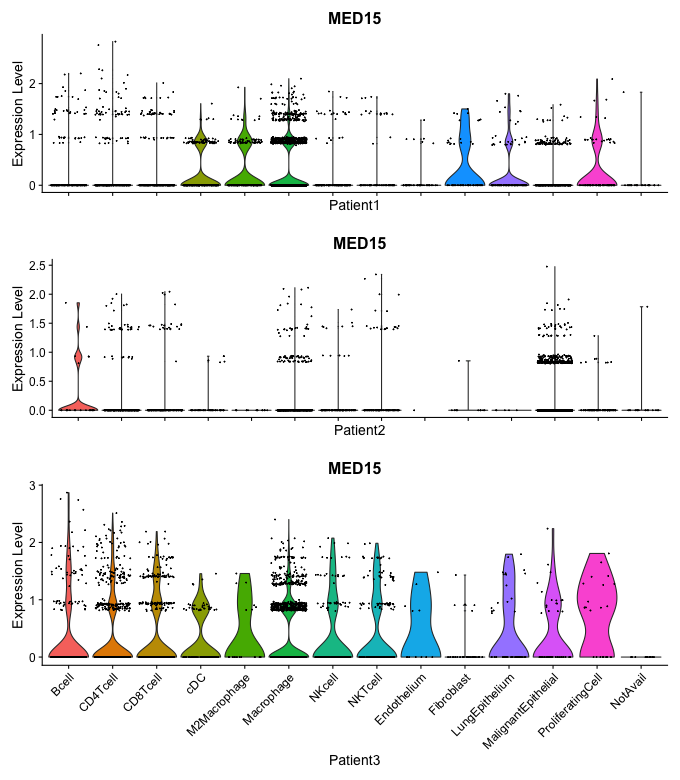 MED15
Expression Level
2
1
0
Patient1
MED15
Expression Level
2.5
2.0
1.5
1.0
0.5
0.0
Patient2
MED15
Expression Level
3
2
1
0
Bcell
CD4Tcell
CD8Tcell
cDC
M2Macrophage
Macrophage
NKcell
NKTcell
Endothelium
Fibroblast
LungEpithelium
MalignantEpithelial
ProliferatingCell
NotAvail
Patient3